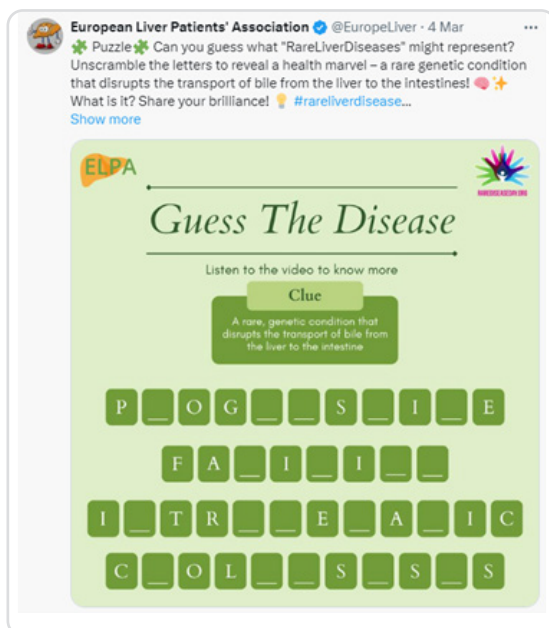 European Liver Patients' Association @EuropeLiver · 4 Mar
Puzzle Can you guess what "RareLiverDiseases" might represent?
Unscramble the letters to reveal a health marvel – a rare genetic condition
that disrupts the transport of bile from the liver to the intestines!
What is it? Share your brilliance! #rareliverdisease...
Show more
ELPA
RAREDISEASEDAY.ORG
Guess The Disease
Listen to the video to know more
Clue
A rare, genetic condition that
disrupts the transport of bile from
the liver to the intestine
P _ O G _ _ S _ I _ E
F A _ I _ I _ _
I _ T R _ _ E _ A _ I C
C _ O L _ _ S _ S _ S